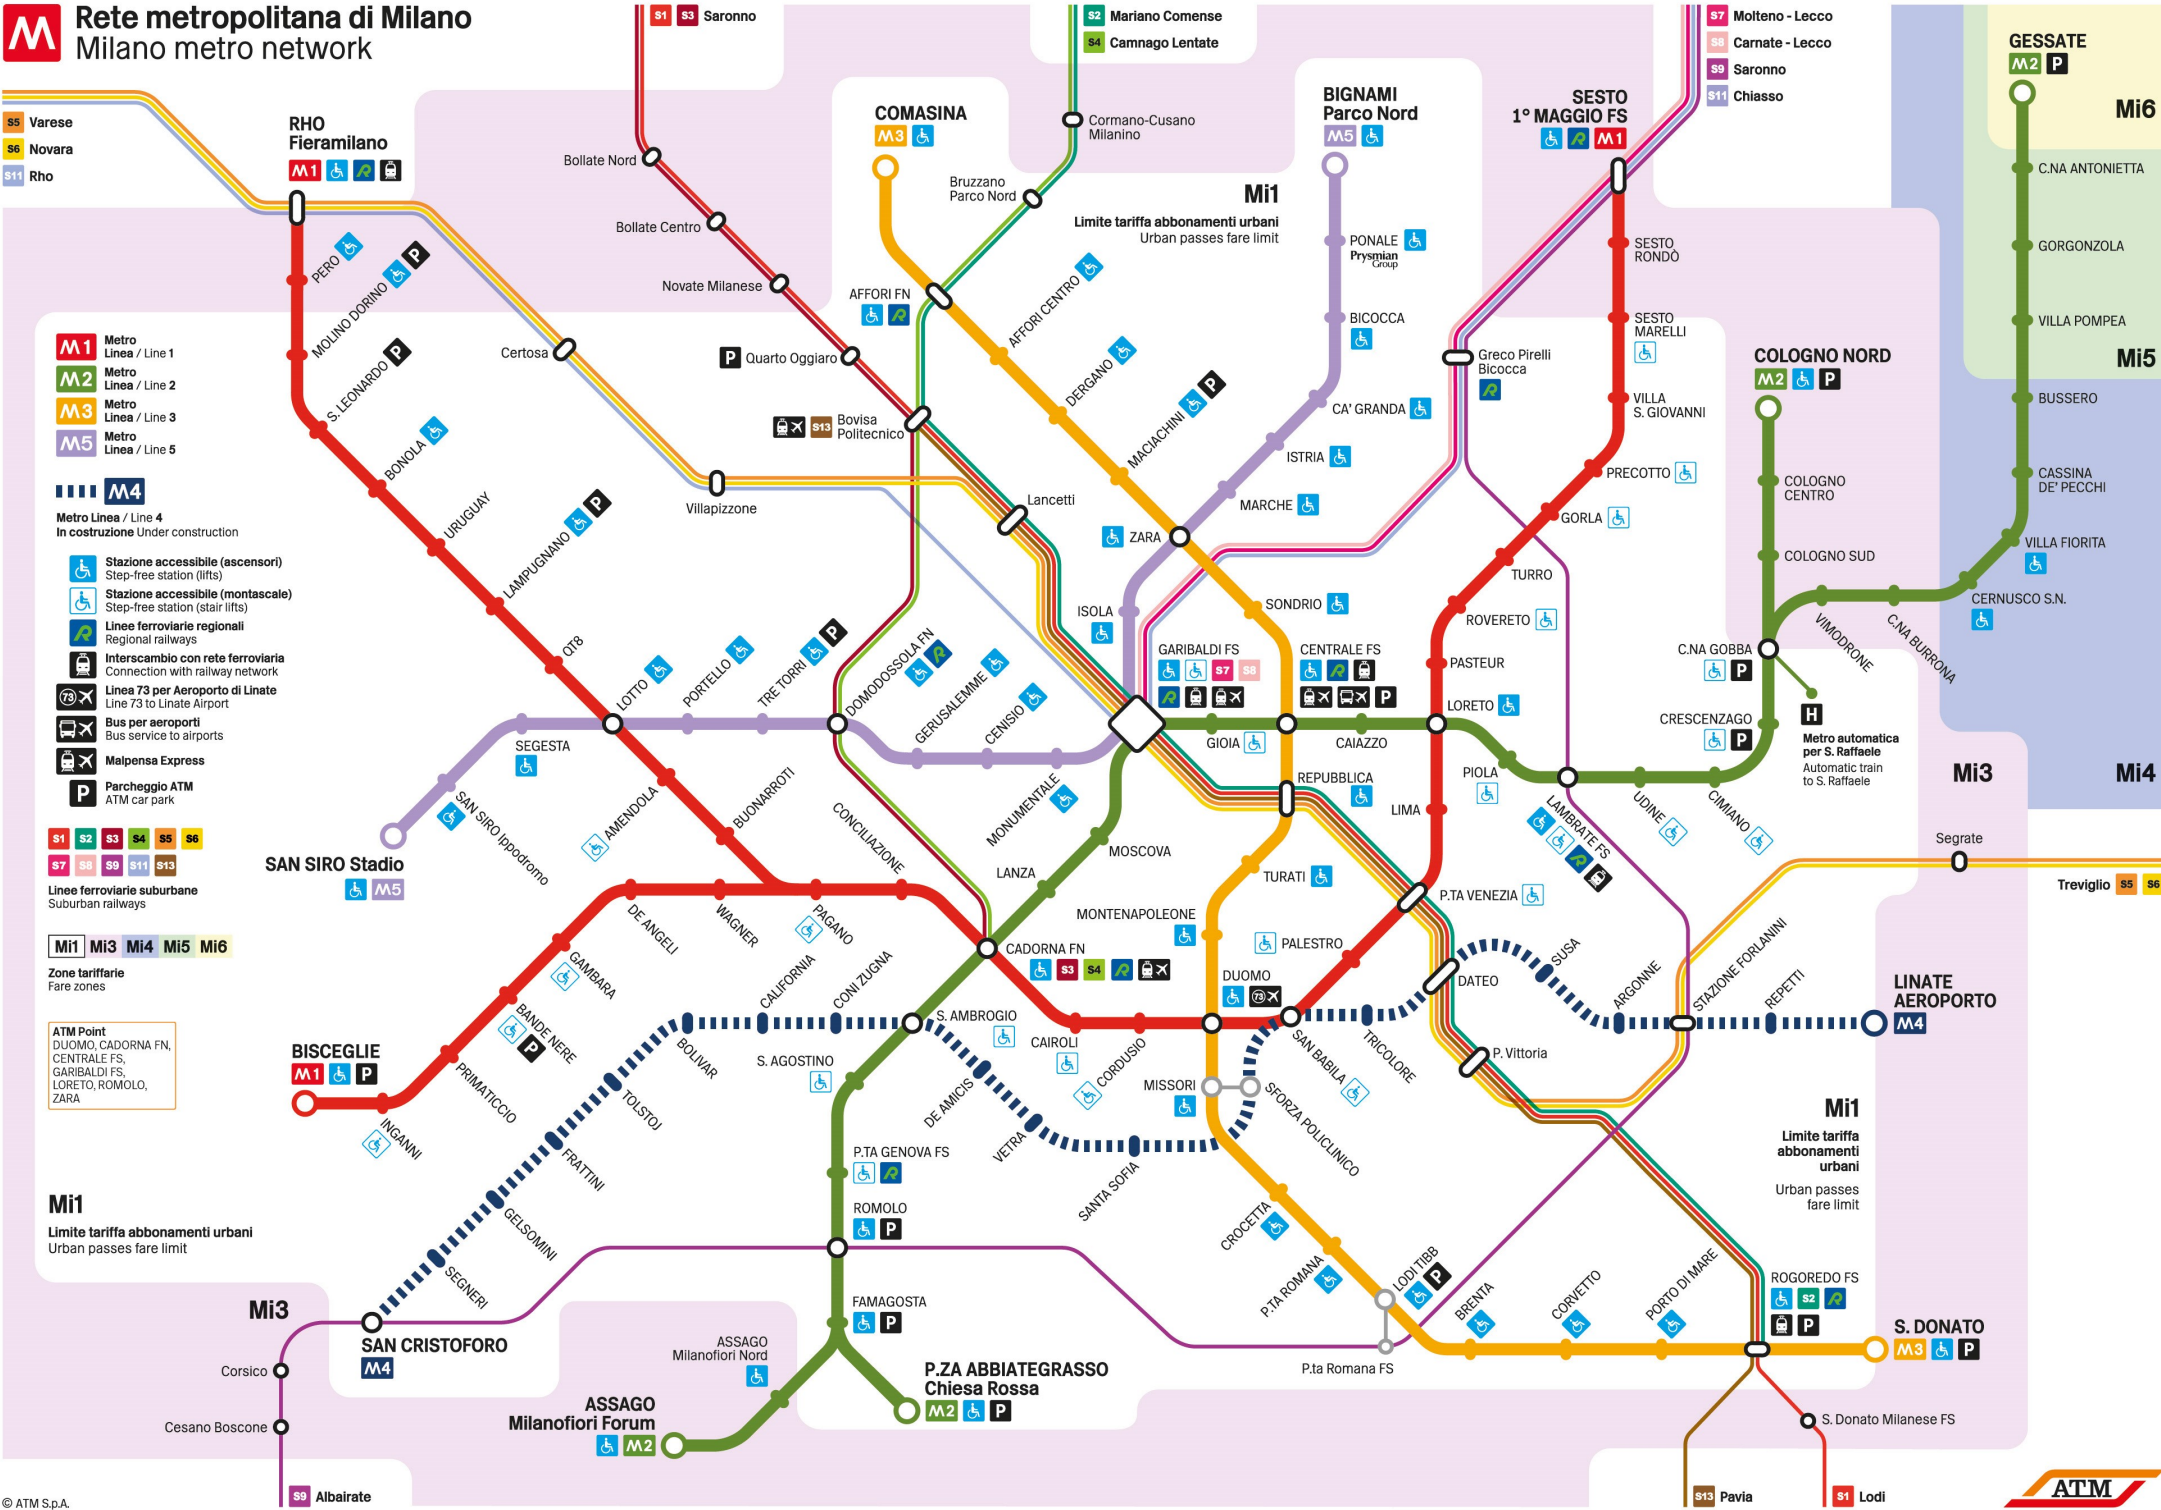 M
Rete metropolitana di Milano
Milano metro network
S5 Varese
S6 Novara
S11 Rho
S1 S3 Saronno
S2 Mariano Comense
S4 Camnago Lentate
S7 Molteno - Lecco
S8 Carnate - Lecco
S9 Saronno
S11 Chiasso
RHO
Fieramilano
M1 R
PERO
MOLINO DORINO P
S. LEONARDO P
BONOLA
URUGUAY
LAMPUGNANO P
QT8
LOTTO
AMENDOLA
BUONARROTI
PAGANO
CONCILIAZIONE
WAGNER
DE ANGELI
GAMBARA
BANDE NERE
P
PRIMATICCIO
INGANNI
BISCEGLIE
M1 P
Bollate Nord
Bollate Centro
Novate Milanese
P Quarto Oggiaro
S13 Bovisa
Politecnico
Certosa
Villapizzone
Lancetti
COMASINA
M3
AFFORI FN
R
AFFORI CENTRO
DERGANO
MACIACHINI P
ZARA
SONDRIO
Cormano-Cusano
Milanino
Bruzzano
Parco Nord
Mi1
Limite tariffa abbonamenti urbani
Urban passes fare limit
BIGNAMI
Parco Nord
M5
PONALE
Prysmian
Group
BICOCCA
CA' GRANDA
ISTRIA
MARCHE
ISOLA
SESTO
1° MAGGIO FS
R M1
SESTO
RONDÒ
SESTO
MARELLI
VILLA
S. GIOVANNI
PRECOTTO
GORLA
TURRO
ROVERETO
PASTEUR
LORETO
LIMA
P.TA VENEZIA
PALESTRO
Greco Pirelli
Bicocca
R
COLOGNO NORD
M2 P
COLOGNO
CENTRO
COLOGNO SUD
C.NA GOBBA
P
CRESCENZAGO
P
H
Metro automatica
per S. Raffaele
Automatic train
to S. Raffaele
GESSATE
M2 P
C.NA ANTONIETTA
GORGONZOLA
VILLA POMPEA
BUSSERO
CASSINA
DE' PECCHI
VILLA FIORITA
CERNUSCO S.N.
C.NA BURRONA
VIMODRONE
Mi6
Mi5
Mi4
Mi3
M1 Metro
Linea / Line 1
M2 Metro
Linea / Line 2
M3 Metro
Linea / Line 3
M5 Metro
Linea / Line 5
M4
Metro Linea / Line 4
In costruzione Under construction
Stazione accessibile (ascensori)
Step-free station (lifts)
Stazione accessibile (montascale)
Step-free station (stair lifts)
R Linee ferroviarie regionali
Regional railways
Interscambio con rete ferroviaria
Connection with railway network
73 Linea 73 per Aeroporto di Linate
Line 73 to Linate Airport
Bus per aeroporti
Bus service to airports
Malpensa Express
P Parcheggio ATM
ATM car park
S1 S2 S3 S4 S5 S6
S7 S8 S9 S11 S13
Linee ferroviarie suburbane
Suburban railways
Mi1 Mi3 Mi4 Mi5 Mi6
Zone tariffarie
Fare zones
ATM Point
DUOMO, CADORNA FN,
CENTRALE FS,
GARIBALDI FS,
LORETO, ROMOLO,
ZARA
SAN SIRO Stadio
M5
SAN SIRO Ippodromo
SEGESTA
PORTELLO
TRE TORRI P
DOMODOSSOLA FN
R
GERUSALEMME
CENISIO
MONUMENTALE
GARIBALDI FS
S7 S8
R
CENTRALE FS
R
P
GIOIA
CAIAZZO
PIOLA
LAMBRATE FS
R
UDINE
CIMIANO
REPUBBLICA
TURATI
MONTENAPOLEONE
DUOMO
73
MISSORI
CROCETTA
P.TA ROMANA
LODI TIBB
P
P.ta Romana FS
BRENTA
CORVETTO
PORTO DI MARE
ROGOREDO FS
S2 R
P
S. DONATO
M3 P
S. Donato Milanese FS
MOSCOVA
LANZA
CADORNA FN
S3 S4 R
CAIROLI
CORDUSIO
SAN BABILA
S. AMBROGIO
S. AGOSTINO
P.TA GENOVA FS
R
ROMOLO
P
FAMAGOSTA
P
ASSAGO
Milanofiori Nord
ASSAGO
Milanofiori Forum
M2
P.ZA ABBIATEGRASSO
Chiesa Rossa
M2 P
SAN CRISTOFORO
M4
SEGNERI
GELSOMINI
FRATTINI
TOLSTOJ
BOLIVAR
CALIFORNIA
CONI ZUGNA
DE AMICIS
VETRA
SANTA SOFIA
SFORZA POLICLINICO
TRICOLORE
DATEO
SUSA
ARGONNE
STAZIONE FORLANINI
REPETTI
LINATE
AEROPORTO
M4
P. Vittoria
Segrate
Treviglio S5 S6
Mi1
Limite tariffa
abbonamenti
urbani
Urban passes
fare limit
Mi1
Limite tariffa abbonamenti urbani
Urban passes fare limit
Mi3
Corsico
Cesano Boscone
S9 Albairate
S13 Pavia
S1 Lodi
ATM
© ATM S.p.A.